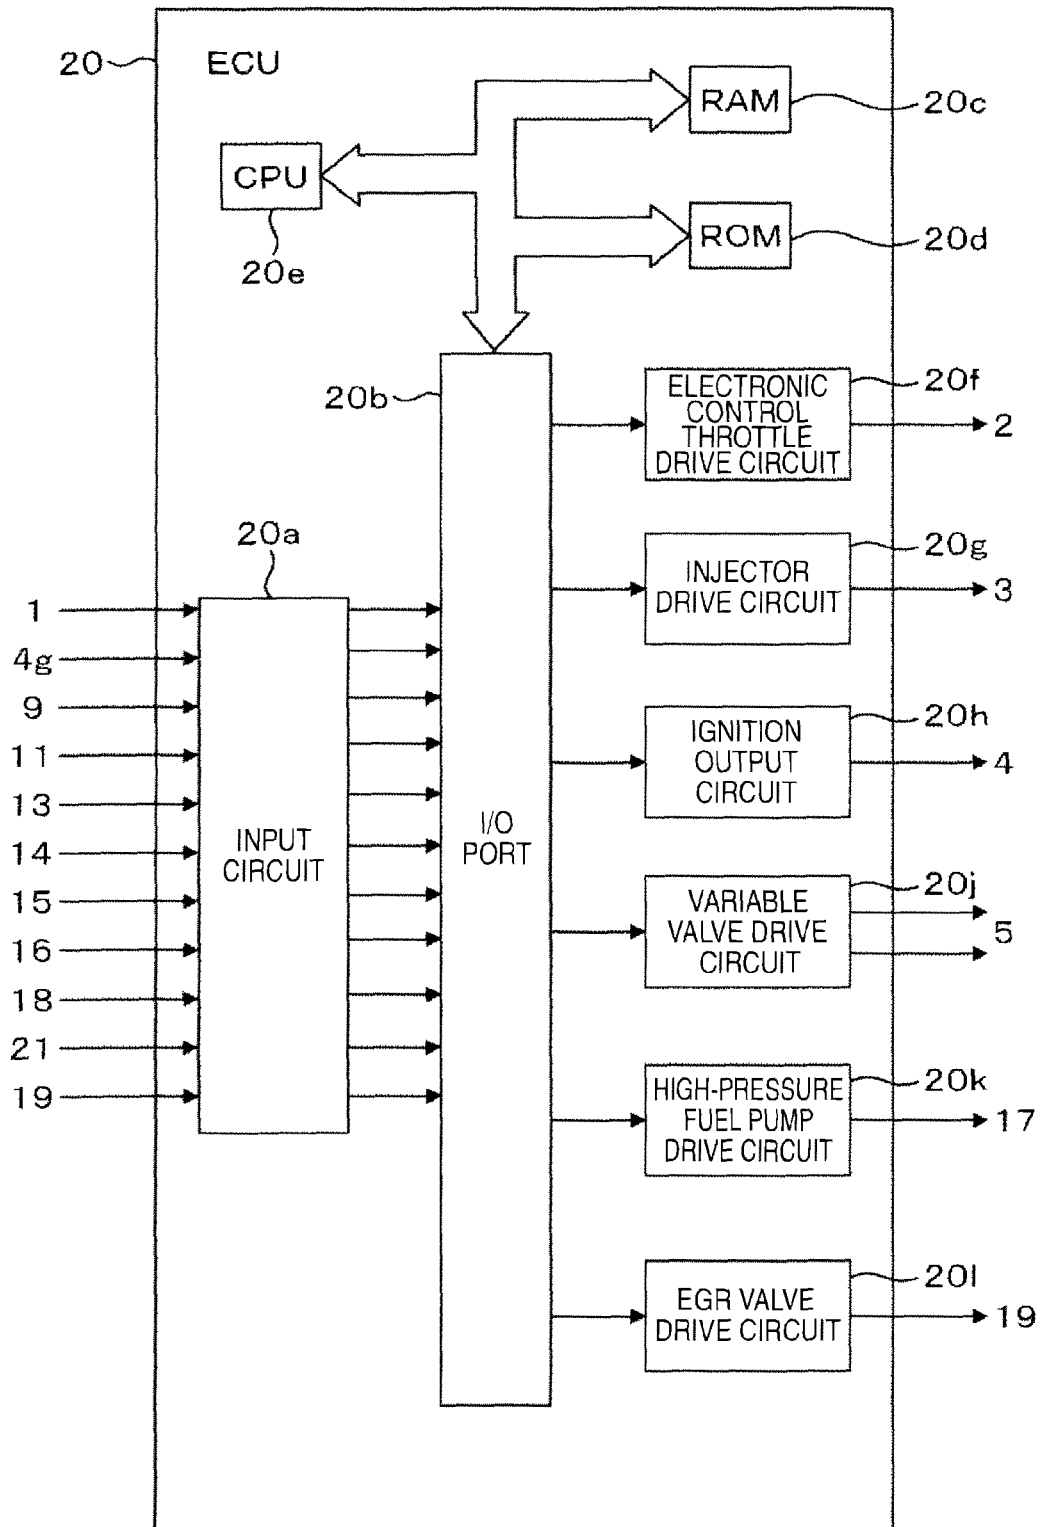 20
ECU
RAM
20c
CPU
20e
ROM
20d
20b
ELECTRONIC
CONTROL
THROTTLE
DRIVE CIRCUIT
20f
2
20a
INJECTOR
DRIVE CIRCUIT
20g
3
1
4g
9
11
13
14
15
16
18
21
19
INPUT
CIRCUIT
I/O
PORT
IGNITION
OUTPUT
CIRCUIT
20h
4
VARIABLE
VALVE DRIVE
CIRCUIT
20j
5
HIGH-PRESSURE
FUEL PUMP
DRIVE CIRCUIT
20k
17
EGR VALVE
DRIVE CIRCUIT
20l
19